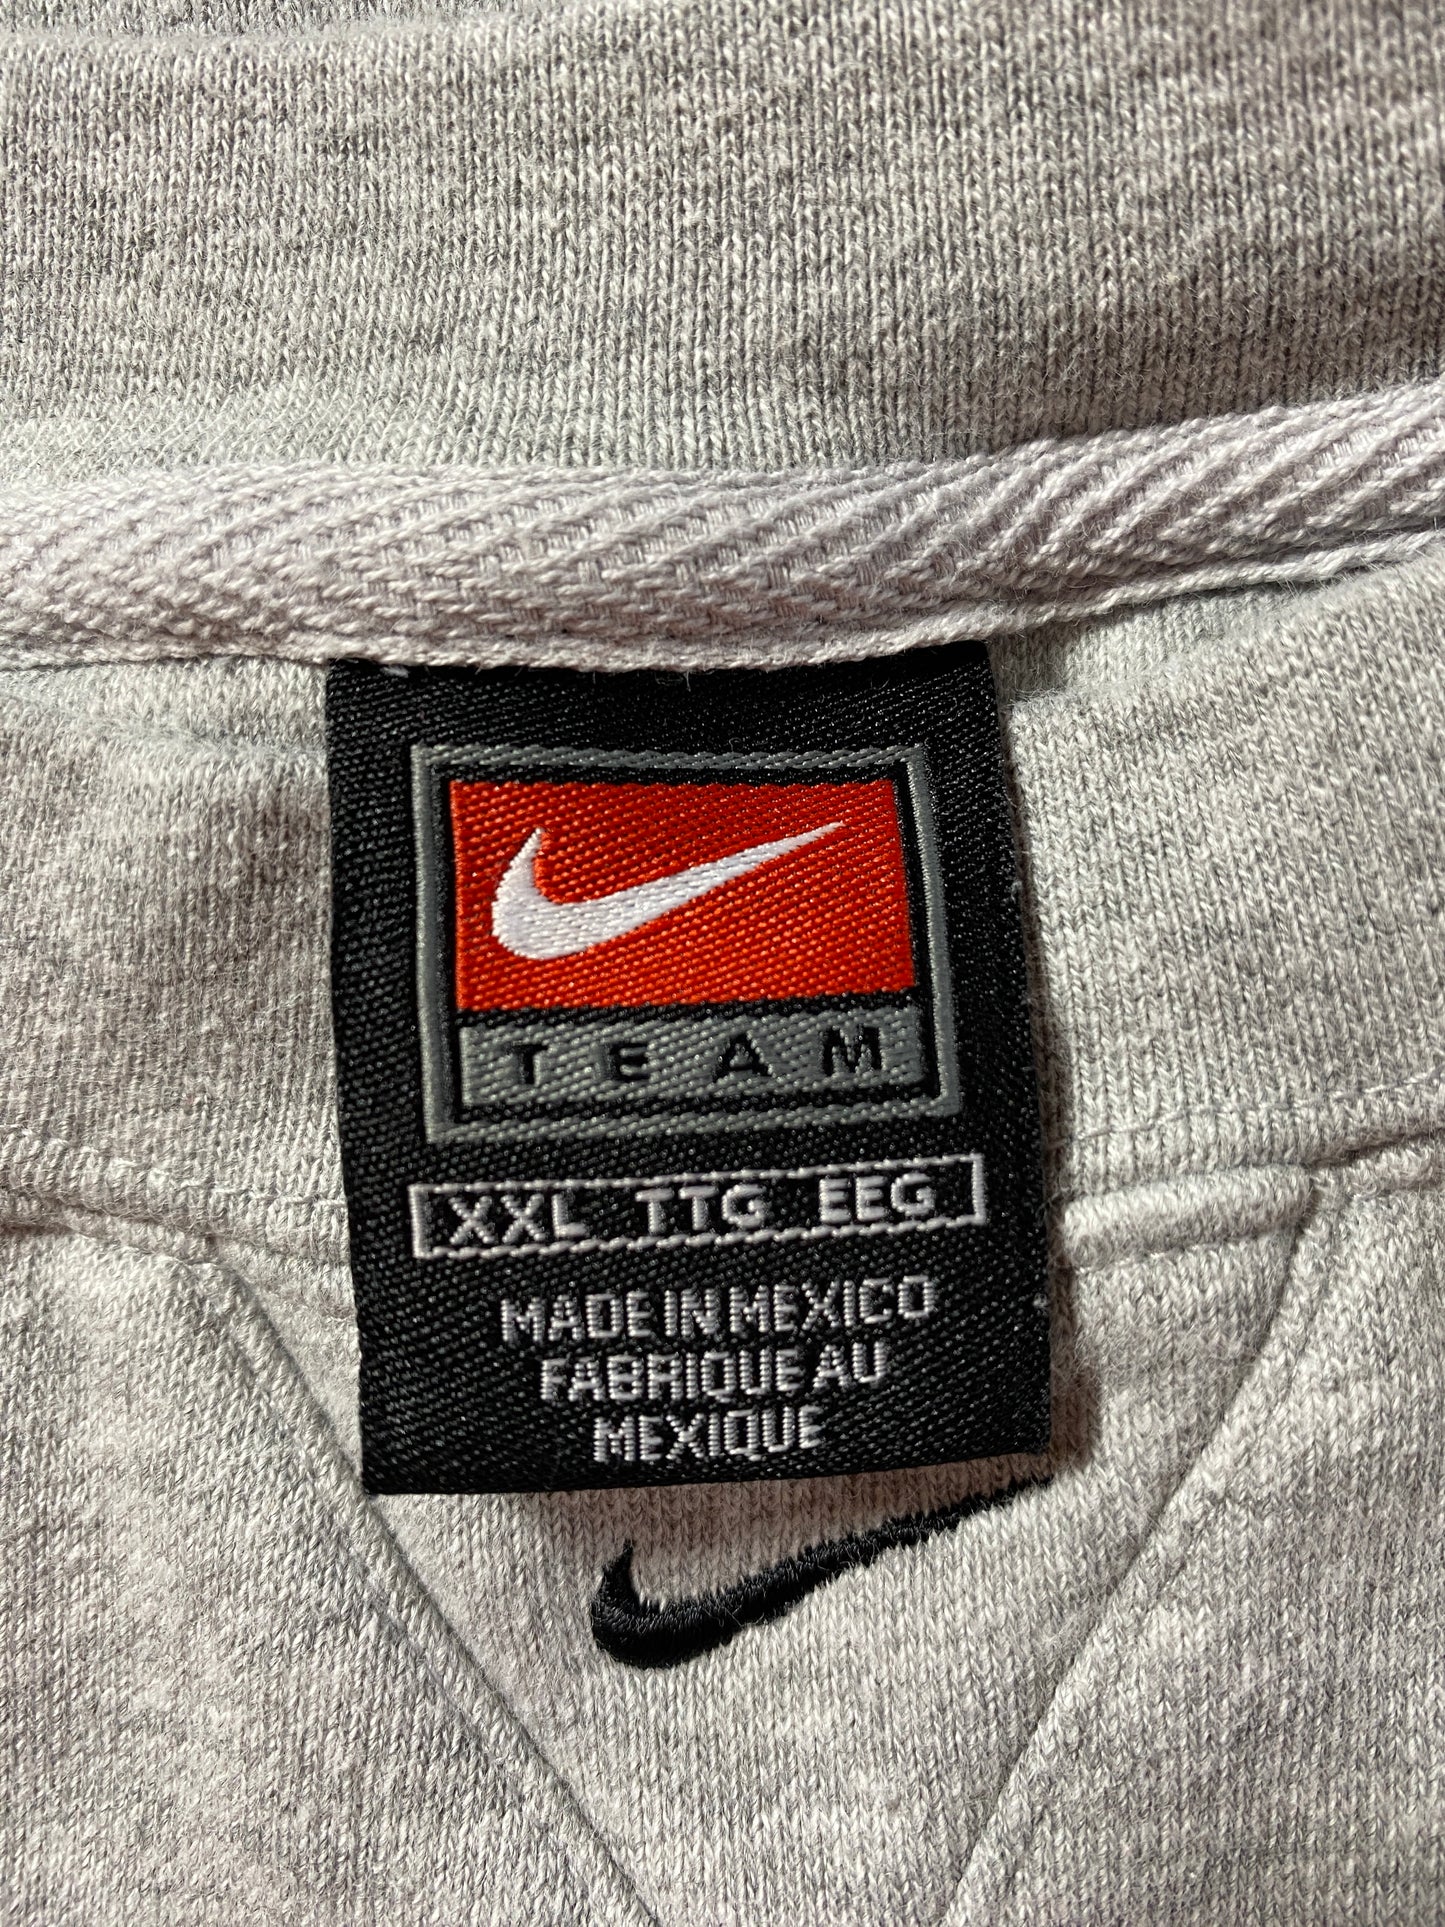 TEAM
XXL TTG EEG
MADE IN MEXICO
FABRIQUE AU
MEXIQUE